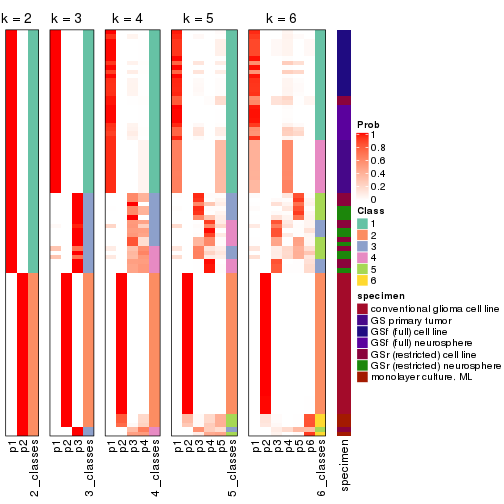 k = 2 k = 3 k = 4 k = 5 k = 6
Prob
1
0.8
0.6
0.4
0.2
0
Class
1
2
3
4
5
6
specimen
conventional glioma cell line
GS primary tumor
GSf (full) cell line
GSf (full) neurosphere
GSr (restricted) cell line
GSr (restricted) neurosphere
monolayer culture. ML
p1 p2 2_classes p1 p2 p3 3_classes p1 p2 p3 p4 4_classes p1 p2 p3 p4 p5 5_classes p1 p2 p3 p4 p5 p6 6_classes specimen